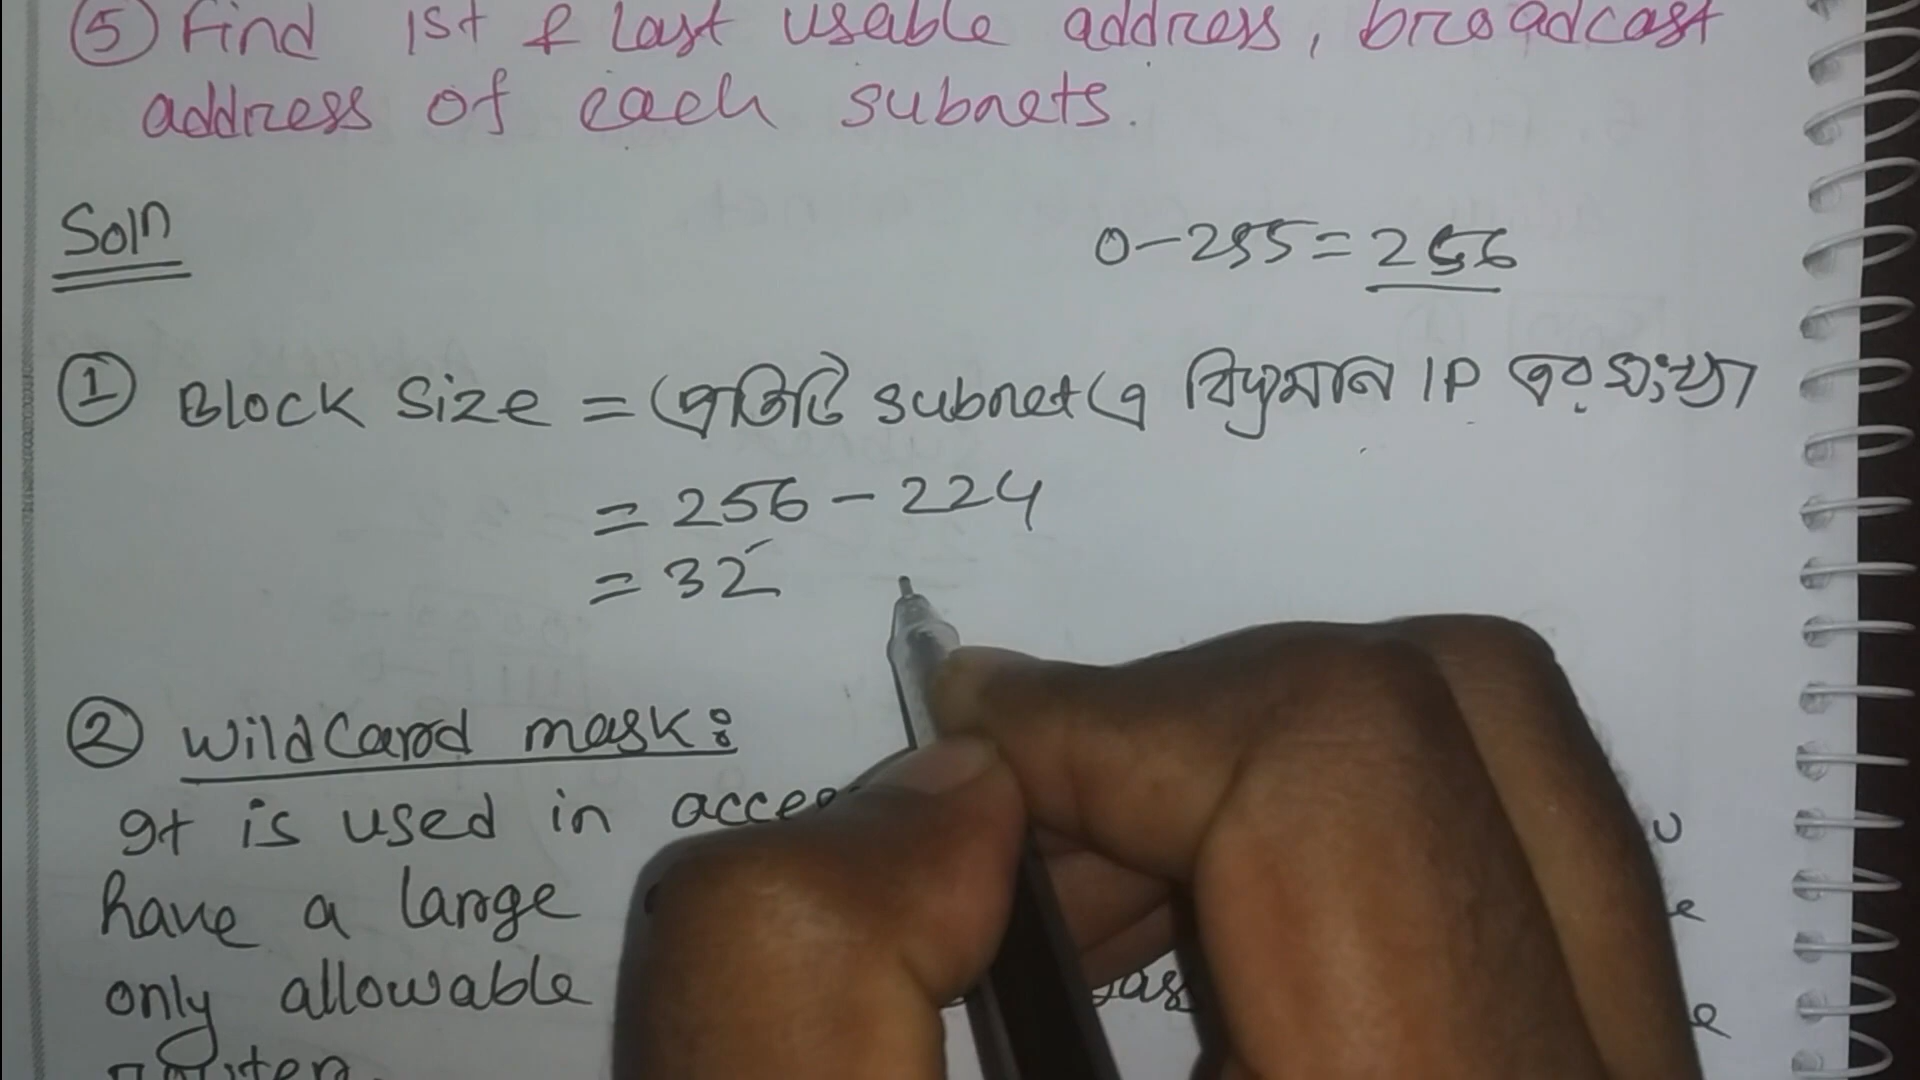 ⑤ Find 1st & Last usable address, broadcast
address of each subnets.
Soln
0-255 = 256
① Block Size = প্রতিটি subnet এ বিদ্যমান IP এর সংখ্যা
= 256 - 224
= 32
② Wildcard mask:
It is used in
have a large
only allowable